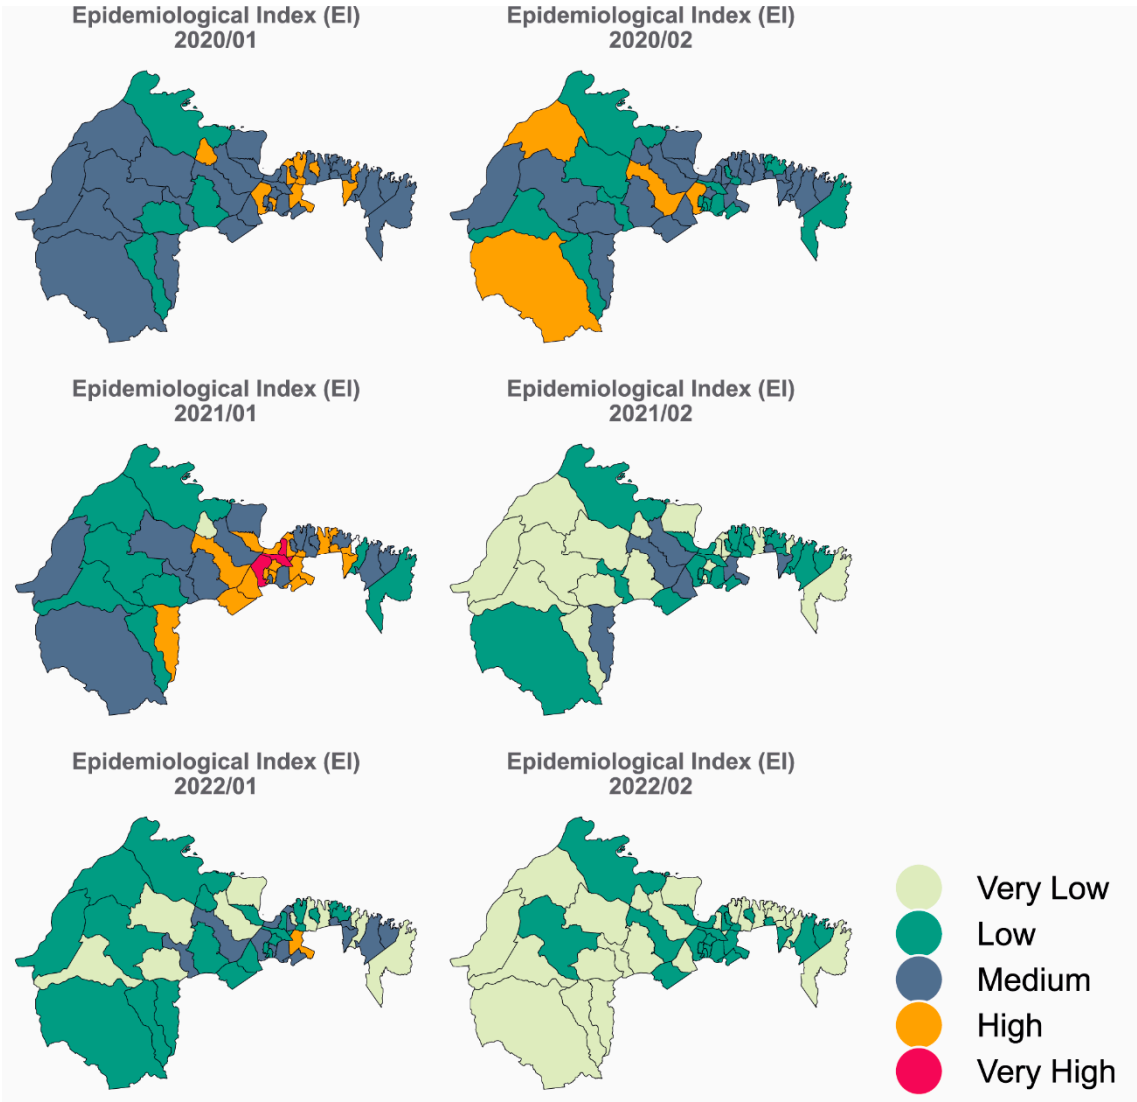 Epidemiological Index (EI)
2020/01
Epidemiological Index (EI)
2020/02
Epidemiological Index (EI)
2021/01
Epidemiological Index (EI)
2021/02
Epidemiological Index (EI)
2022/01
Epidemiological Index (EI)
2022/02
Very Low
Low
Medium
High
Very High